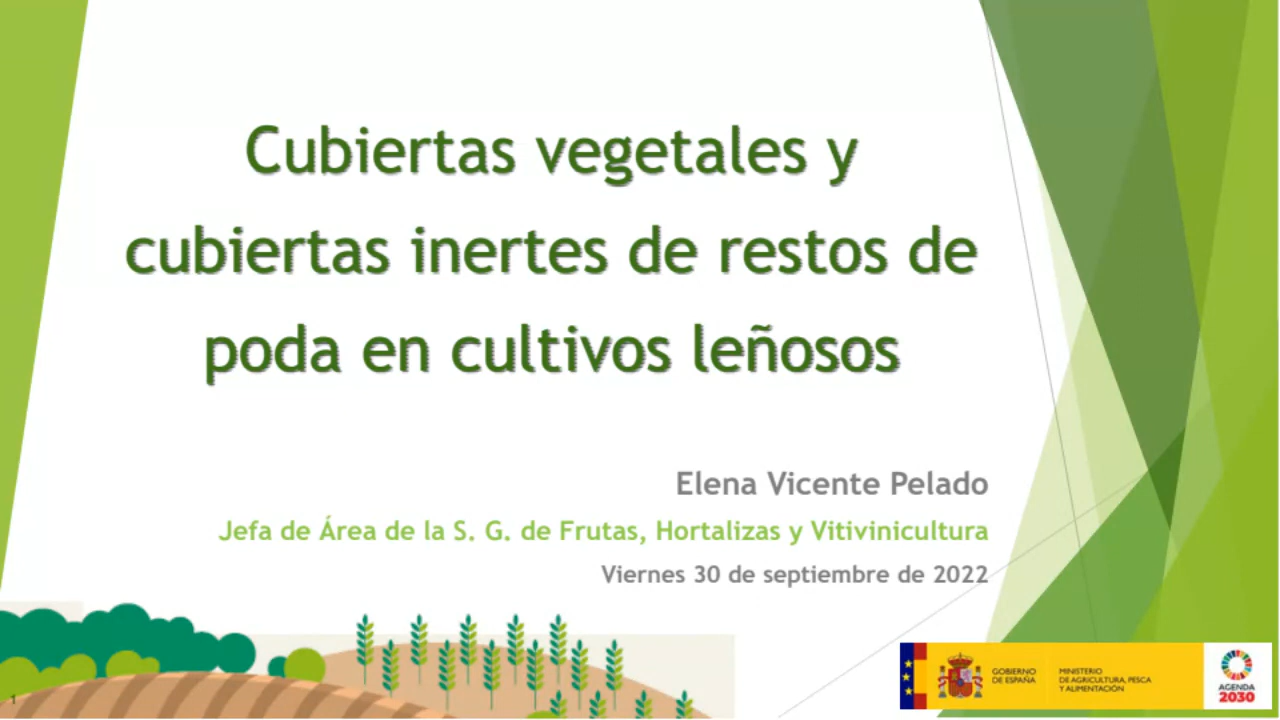 Cubiertas vegetales y
cubiertas inertes de restos de
poda en cultivos leñosos
Elena Vicente Pelado
Jefa de Área de la S. G. de Frutas, Hortalizas y Vitivinicultura
Viernes 30 de septiembre de 2022
1
GOBIERNO
DE ESPAÑA
MINISTERIO
DE AGRICULTURA, PESCA
Y ALIMENTACIÓN
AGENDA
2030